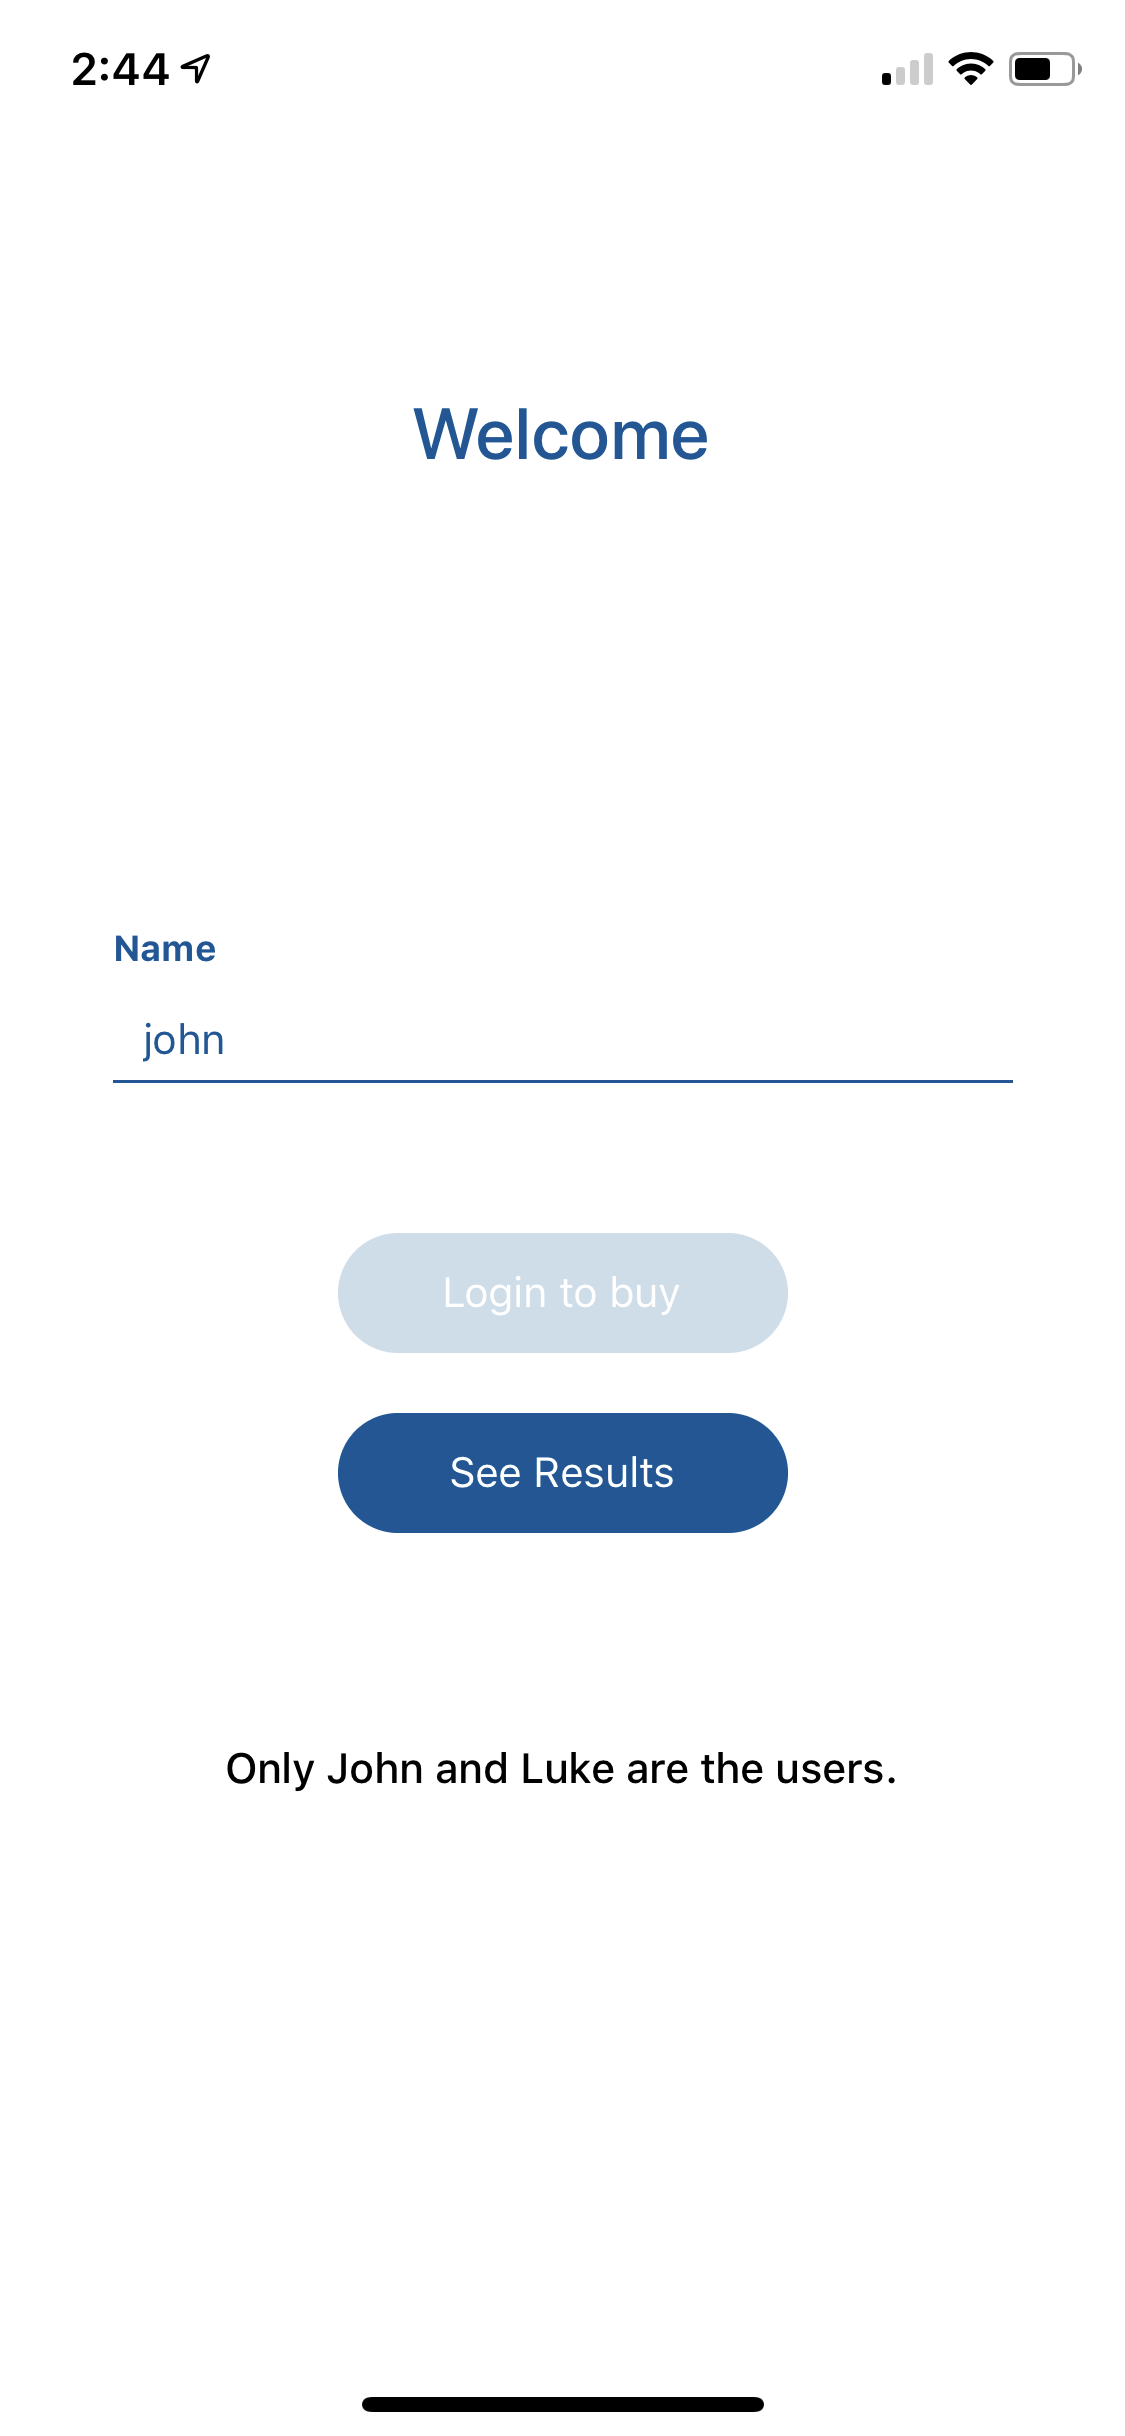 2:44
Welcome
Name
john
Login to buy
See Results
Only John and Luke are the users.